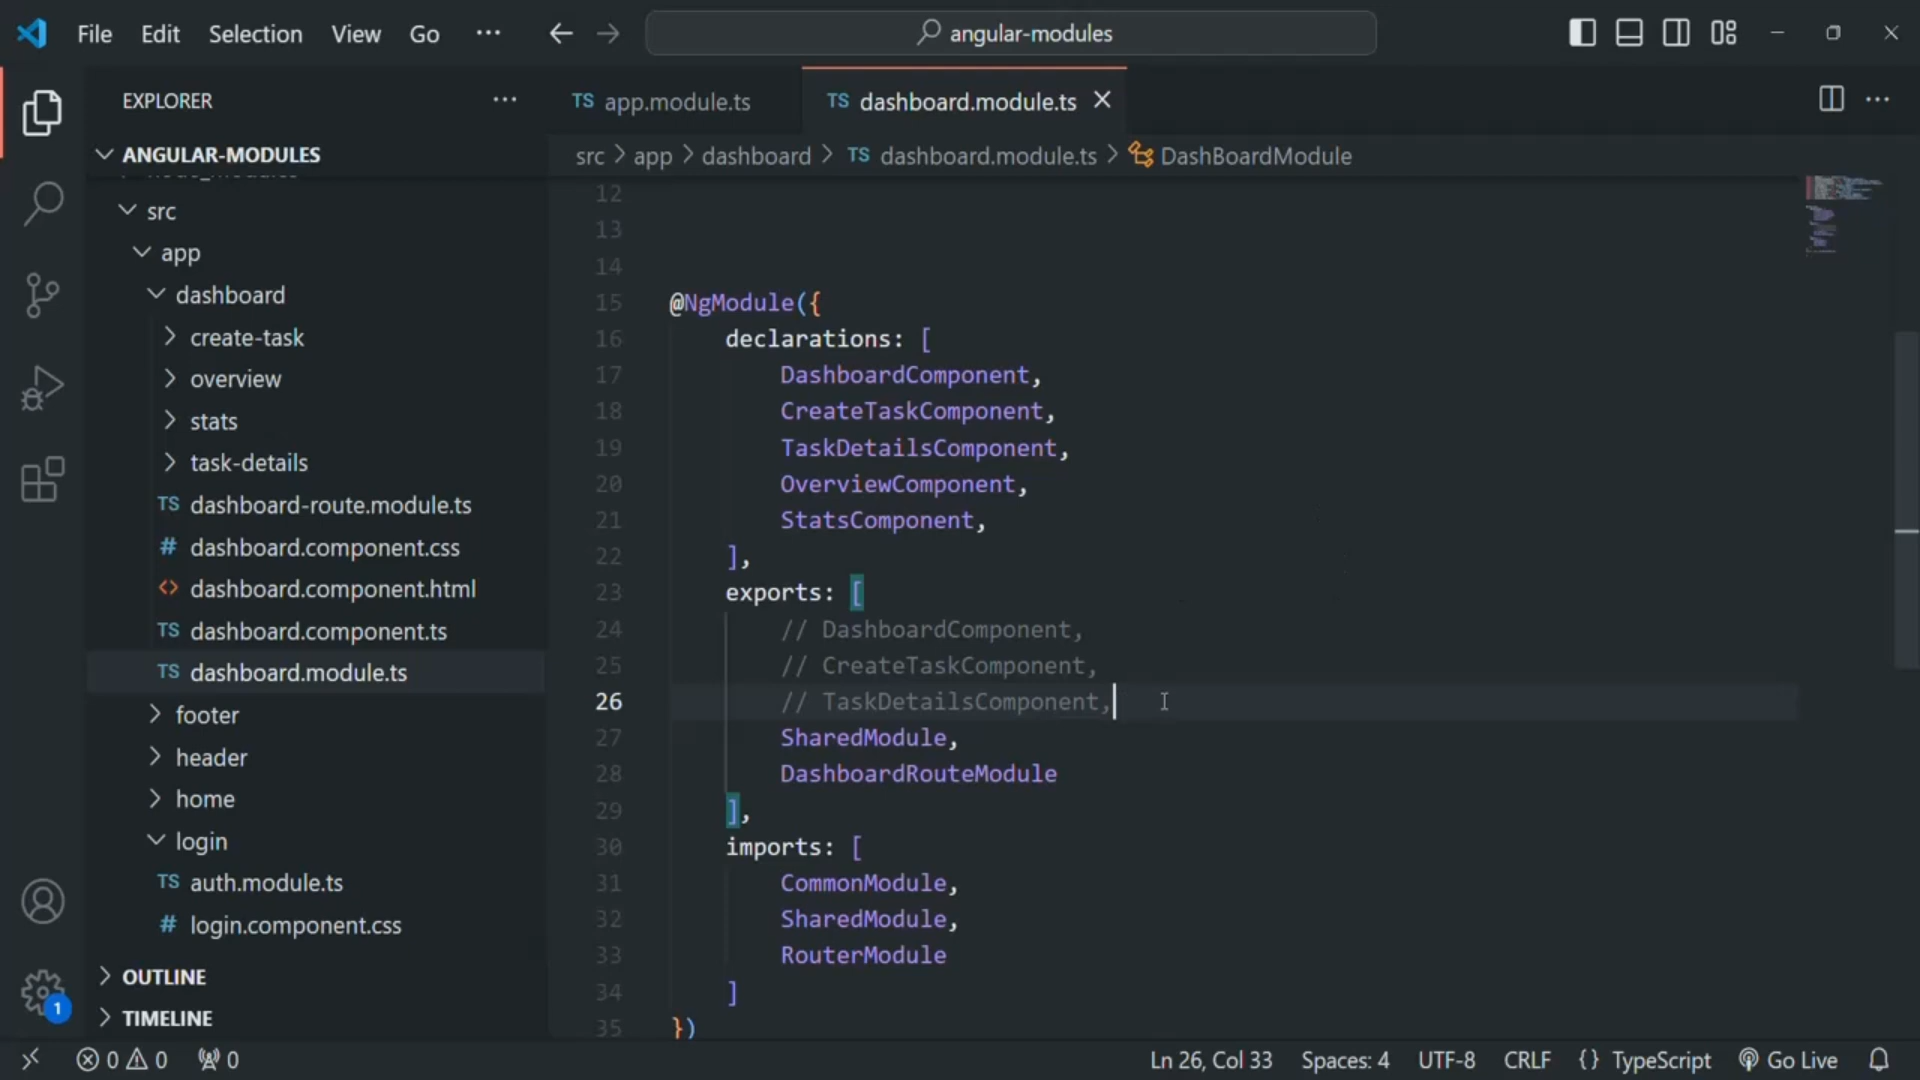 File Edit Selection View Go ··· angular-modules
EXPLORER ···
ANGULAR-MODULES
src
app
dashboard
create-task
overview
stats
task-details
TS dashboard-route.module.ts
# dashboard.component.css
<> dashboard.component.html
TS dashboard.component.ts
TS dashboard.module.ts
footer
header
home
login
TS auth.module.ts
# login.component.css
OUTLINE
TIMELINE
TS app.module.ts TS dashboard.module.ts
src > app > dashboard > TS dashboard.module.ts > DashBoardModule
12
13
14
15 @NgModule({
16 declarations: [
17 DashboardComponent,
18 CreateTaskComponent,
19 TaskDetailsComponent,
20 OverviewComponent,
21 StatsComponent,
22 ],
23 exports: [
24 // DashboardComponent,
25 // CreateTaskComponent,
26 // TaskDetailsComponent,
27 SharedModule,
28 DashboardRouteModule
29 ],
30 imports: [
31 CommonModule,
32 SharedModule,
33 RouterModule
34 ]
35 })
1
0 0 0 Ln 26, Col 33 Spaces: 4 UTF-8 CRLF {} TypeScript Go Live